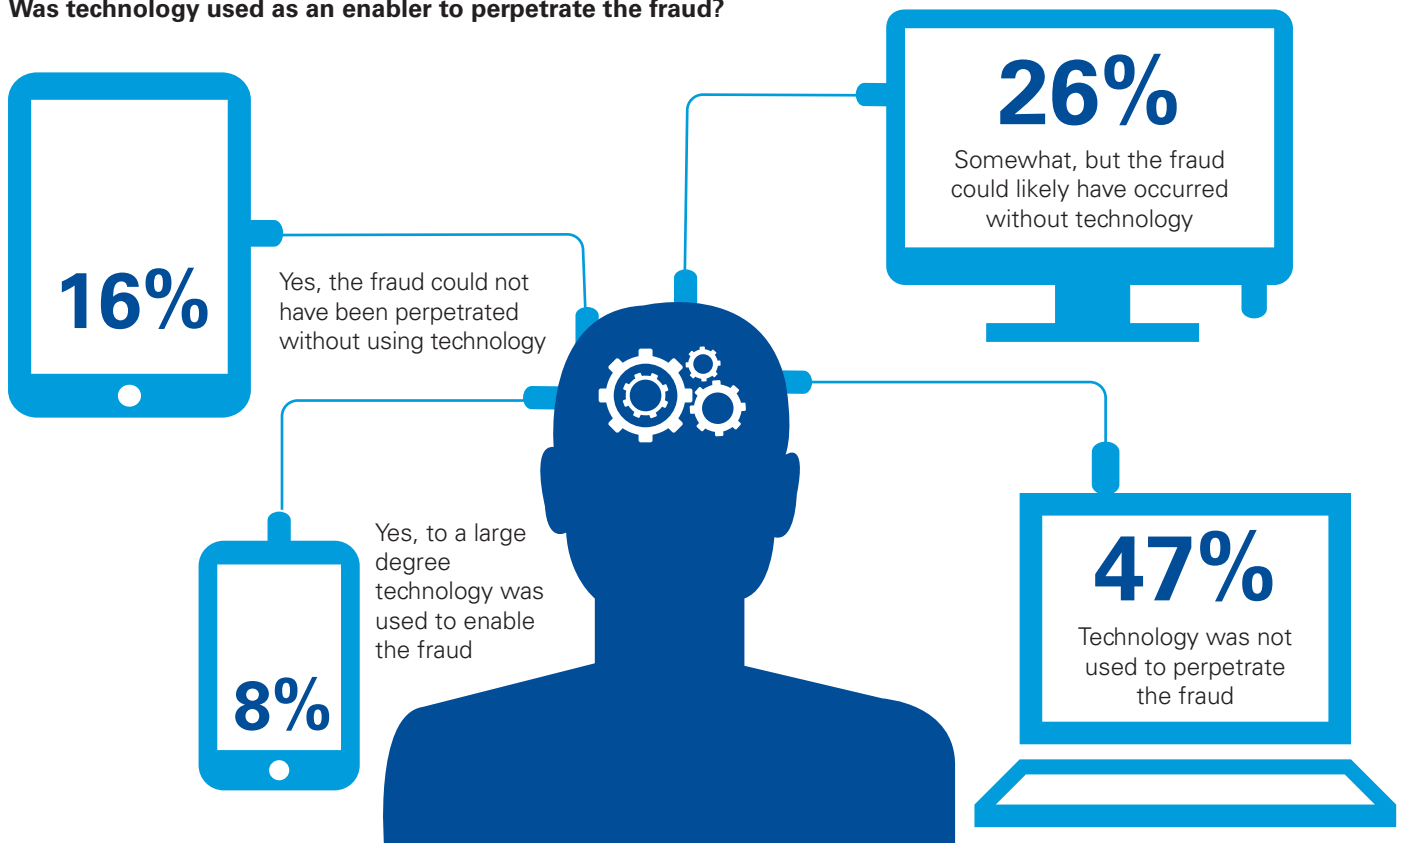 Was technology used as an enabler to perpetrate the fraud?
16%
Yes, the fraud could not
have been perpetrated
without using technology
26%
Somewhat, but the fraud
could likely have occurred
without technology
8%
Yes, to a large
degree
technology was
used to enable
the fraud
47%
Technology was not
used to perpetrate
the fraud